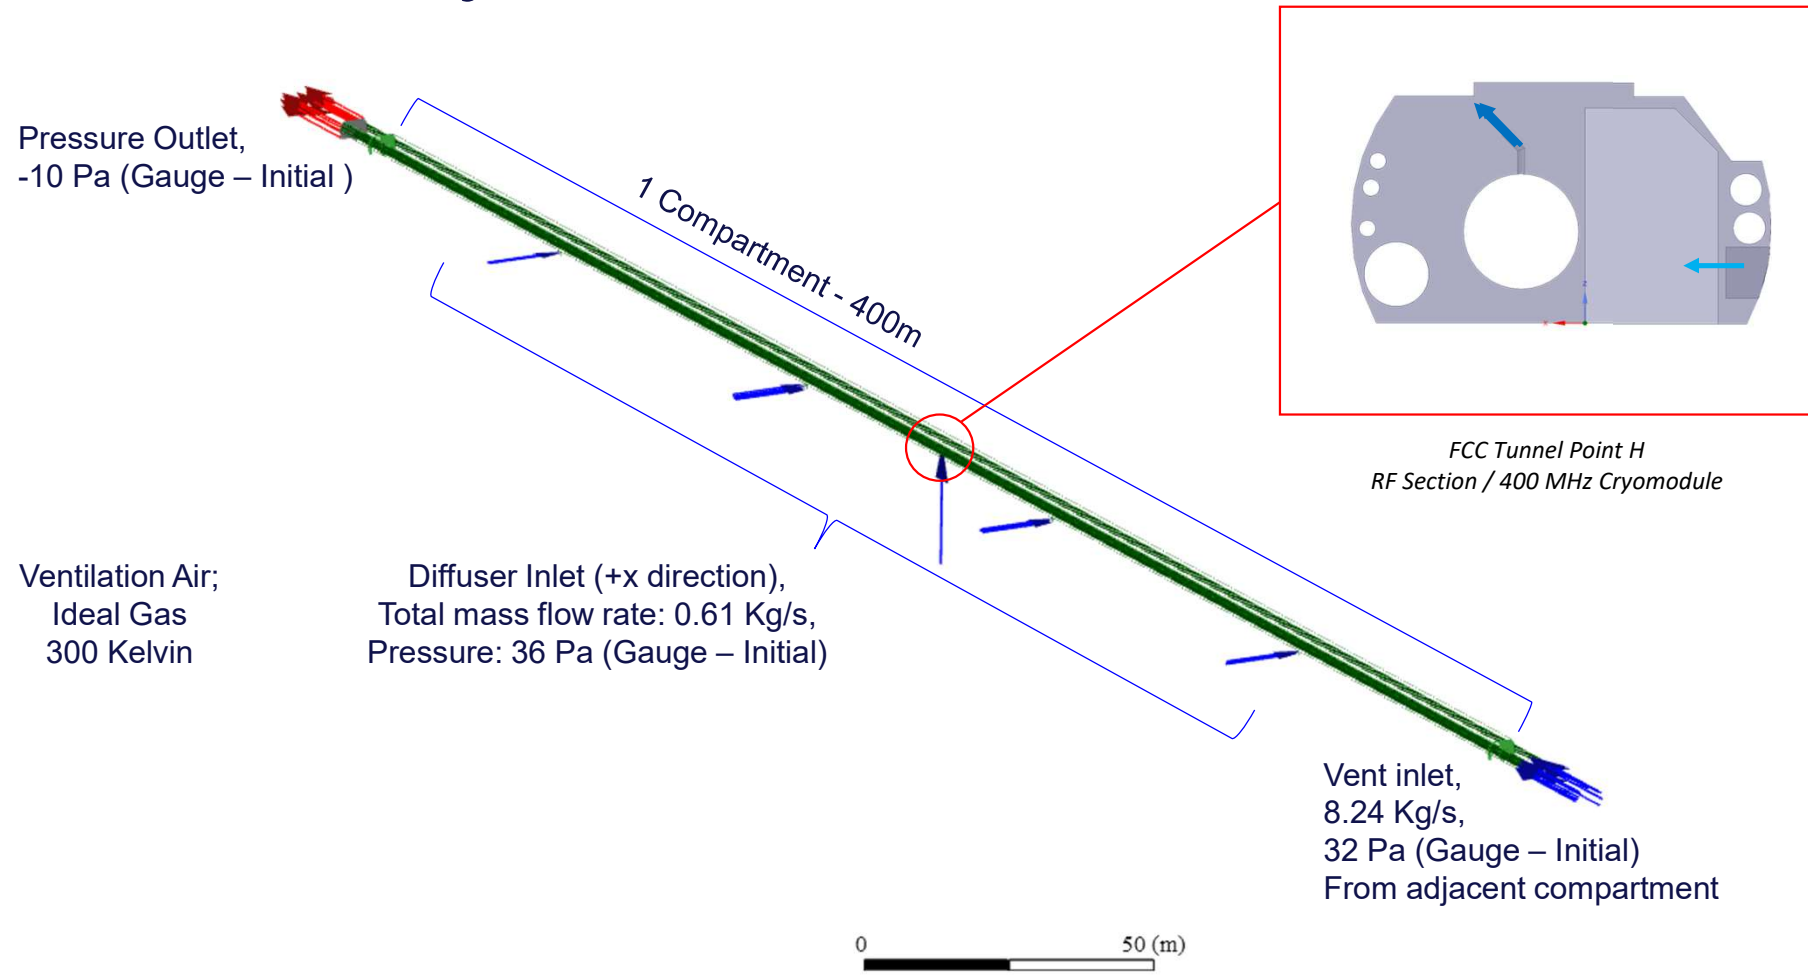 Pressure Outlet,
-10 Pa (Gauge – Initial )
1 Compartment - 400m
FCC Tunnel Point H
RF Section / 400 MHz Cryomodule
Ventilation Air;
Ideal Gas
300 Kelvin
Diffuser Inlet (+x direction),
Total mass flow rate: 0.61 Kg/s,
Pressure: 36 Pa (Gauge – Initial)
Vent inlet,
8.24 Kg/s,
32 Pa (Gauge – Initial)
From adjacent compartment
0
50 (m)